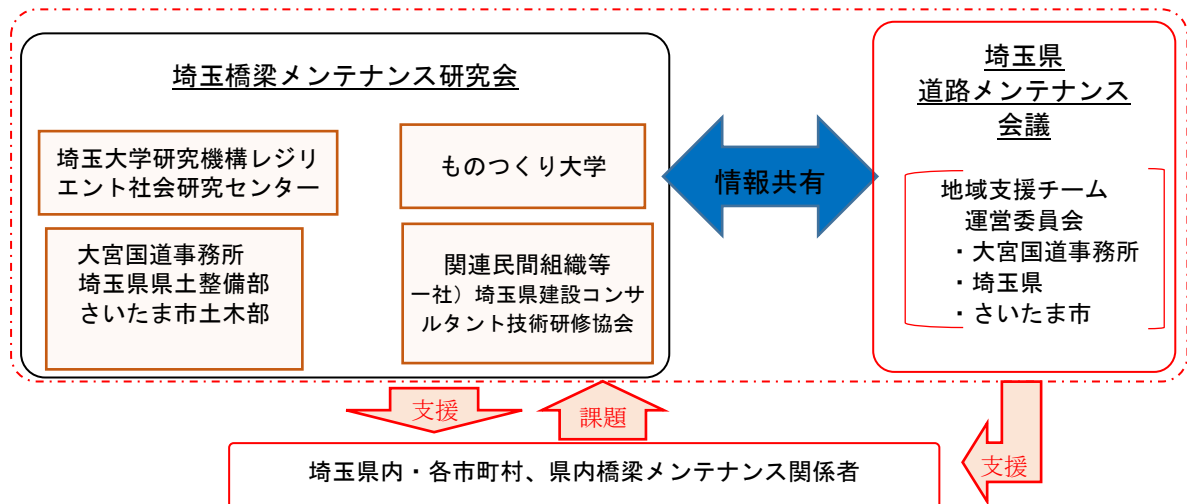 埼玉橋梁メンテナンス研究会
埼玉大学研究機構レジリ
エント社会研究センター
ものつくり大学
大宮国道事務所
埼玉県県土整備部
さいたま市土木部
関連民間組織等
一社）埼玉県建設コンサ
ルタント技術研修協会
情報共有
埼玉県
道路メンテナンス
会議
地域支援チーム
運営委員会
・大宮国道事務所
・埼玉県
・さいたま市
支援
課題
支援
埼玉県内・各市町村、県内橋梁メンテナンス関係者